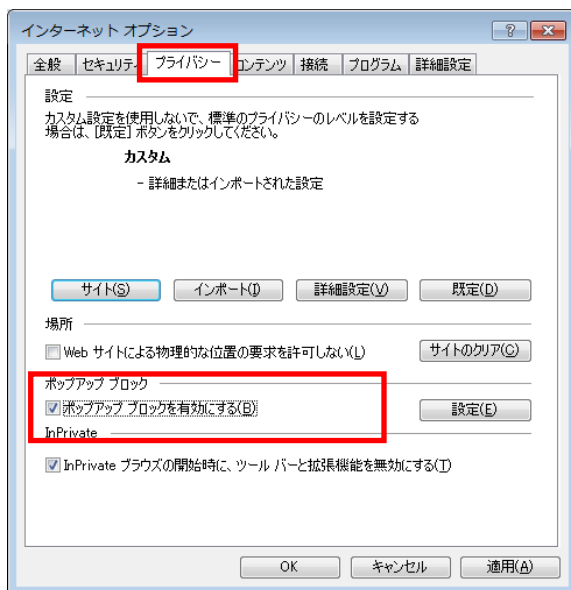 インターネット オプション
全般 セキュリティ プライバシー コンテンツ 接続 プログラム 詳細設定
設定
カスタム設定を使用しないで、標準のプライバシーのレベルを設定する
場合は、[既定] ボタンをクリックしてください。
カスタム
- 詳細またはインポートされた設定
サイト(S) インポート(I) 詳細設定(V) 既定(D)
場所
Web サイトによる物理的な位置の要求を許可しない(L) サイトのクリア(C)
ポップアップ ブロック
ポップアップ ブロックを有効にする(B) 設定(E)
InPrivate
InPrivate ブラウズの開始時に、ツール バーと拡張機能を無効にする(T)
OK キャンセル 適用(A)